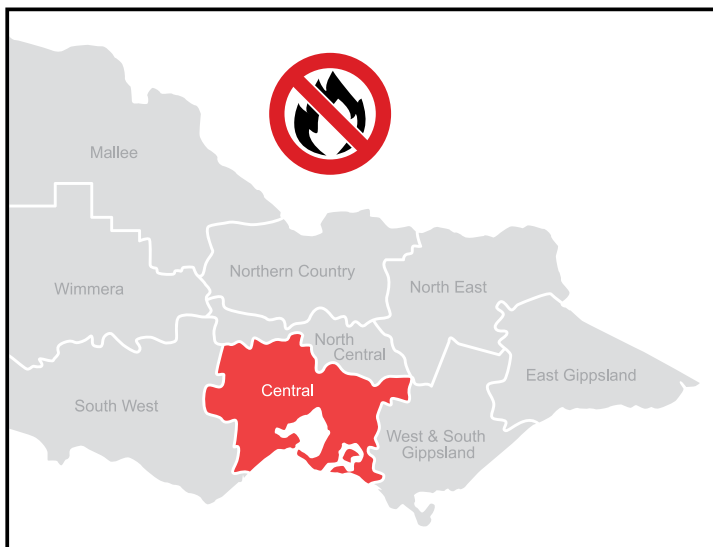 Mallee
Northern Country
Wimmera
North East
North
Central
East Gippsland
Central
South West
West & South
Gippsland